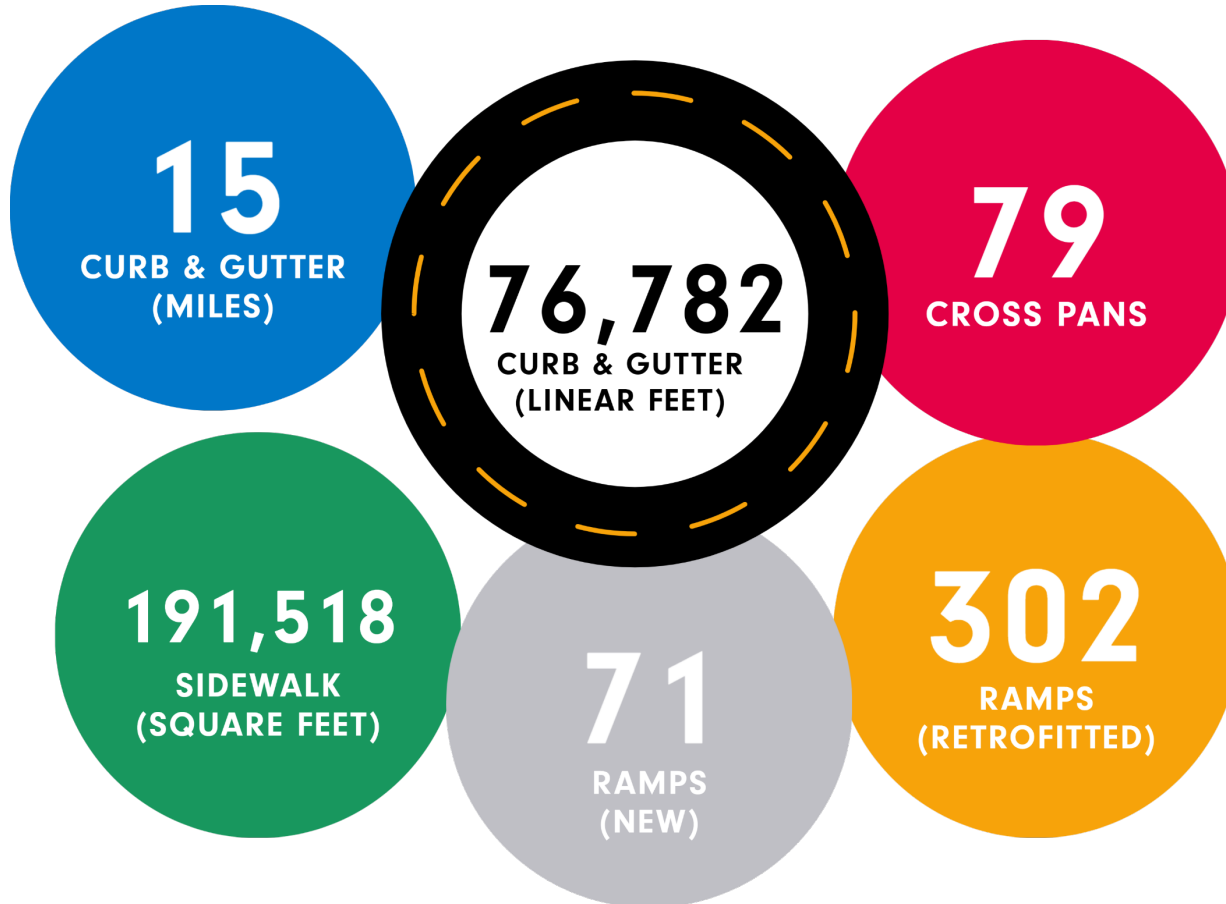 15
CURB & GUTTER
(MILES)
76,782
CURB & GUTTER
(LINEAR FEET)
79
CROSS PANS
191,518
SIDEWALK
(SQUARE FEET)
71
RAMPS
(NEW)
302
RAMPS
(RETROFITTED)